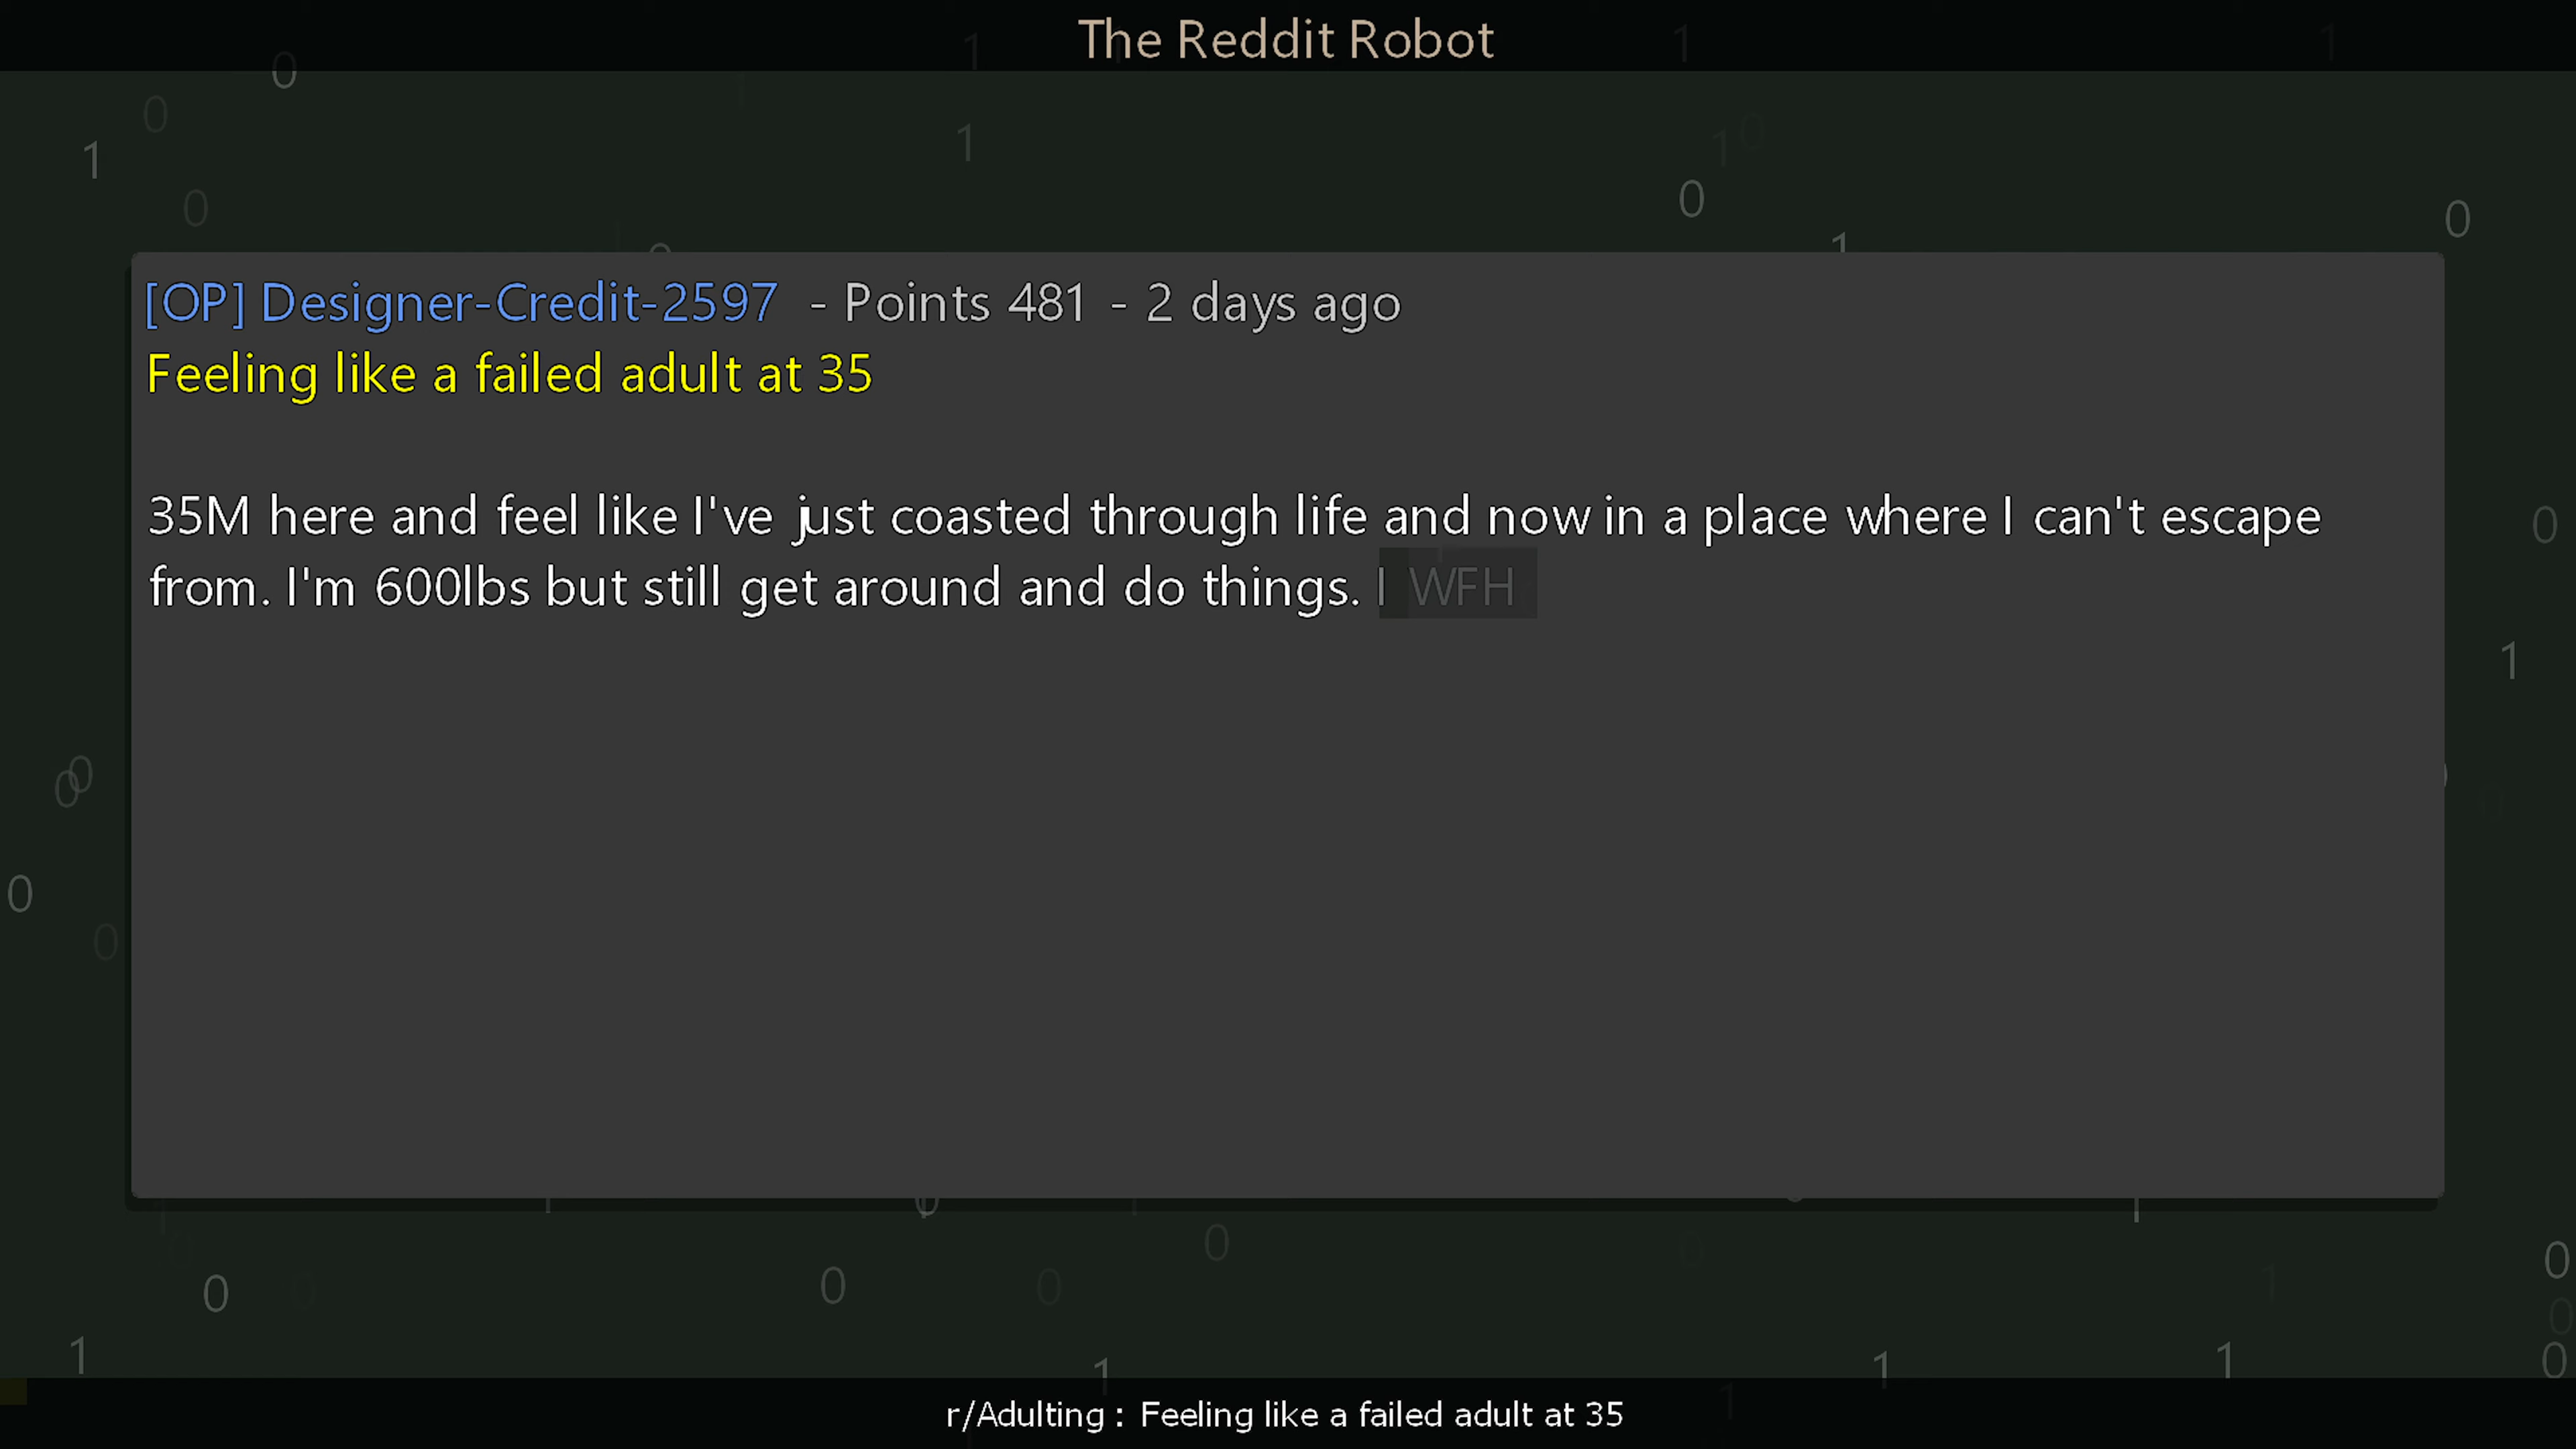 The Reddit Robot
[OP] Designer-Credit-2597 - Points 481 - 2 days ago
Feeling like a failed adult at 35
35M here and feel like I've just coasted through life and now in a place where I can't escape
from. I'm 600lbs but still get around and do things. I WFH
r/Adulting : Feeling like a failed adult at 35